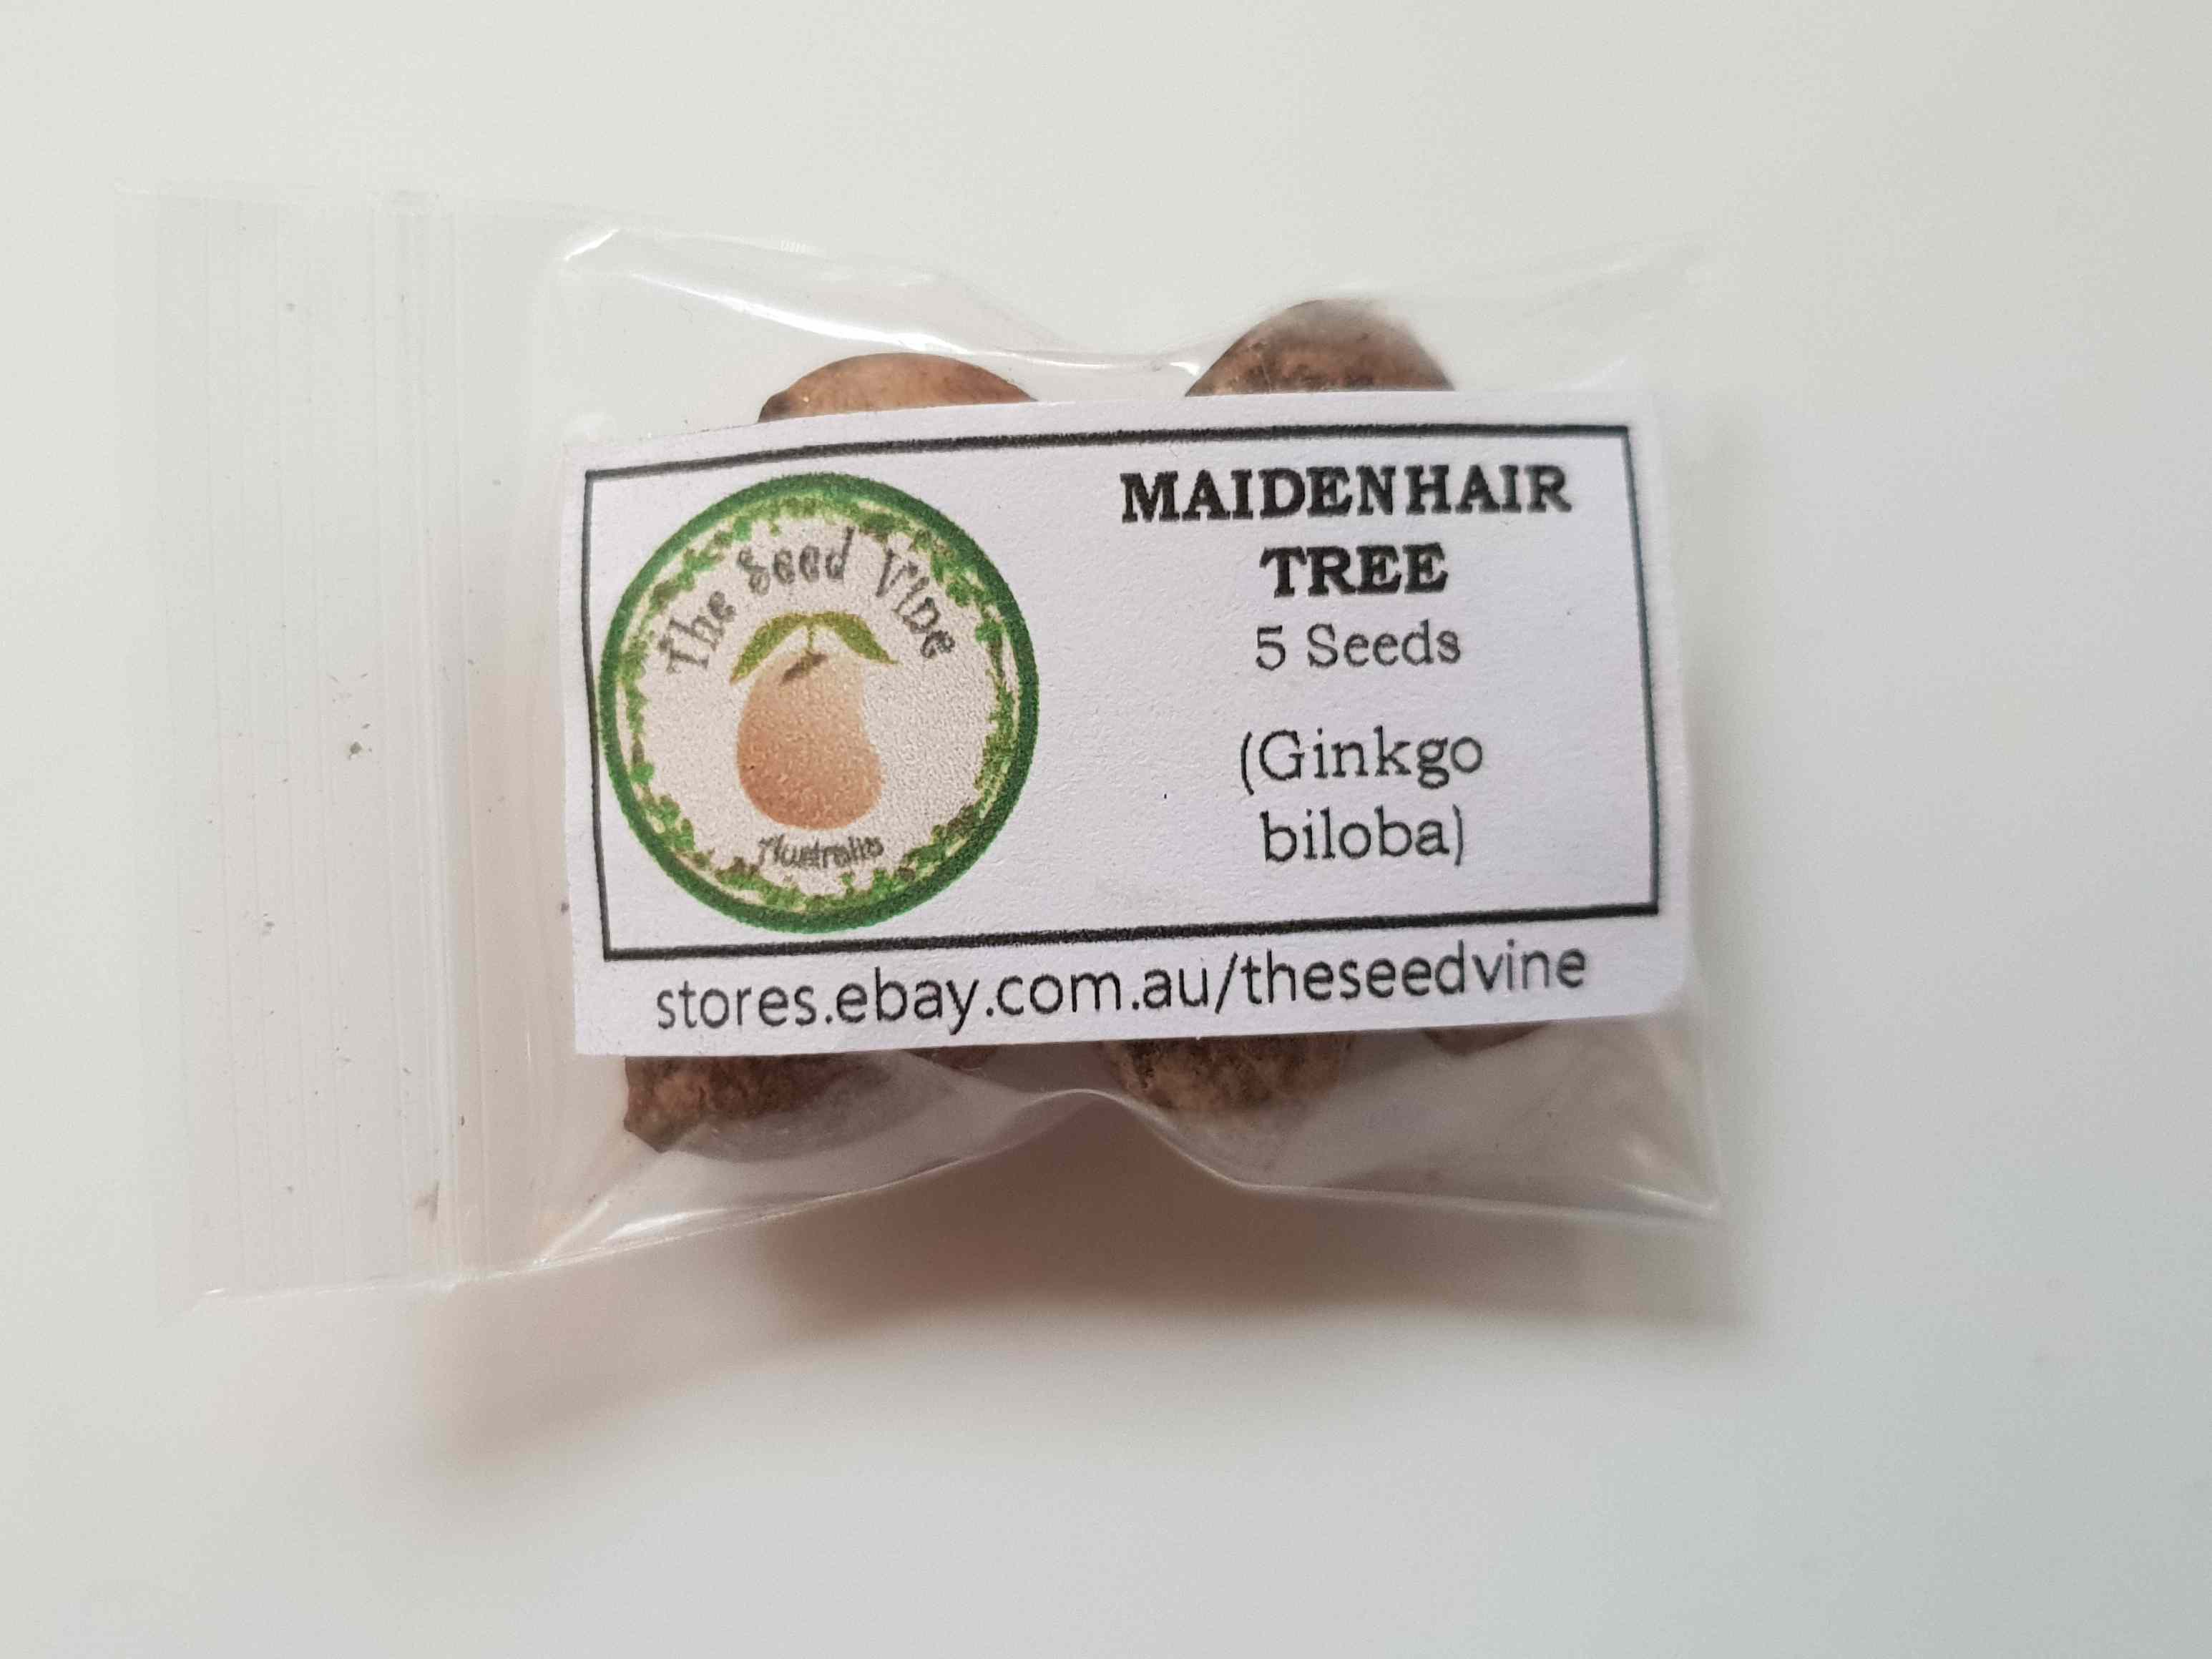 The Seed Vine
Australia
MAIDENHAIR
TREE
5 Seeds
(Ginkgo
biloba)
stores.ebay.com.au/theseedvine